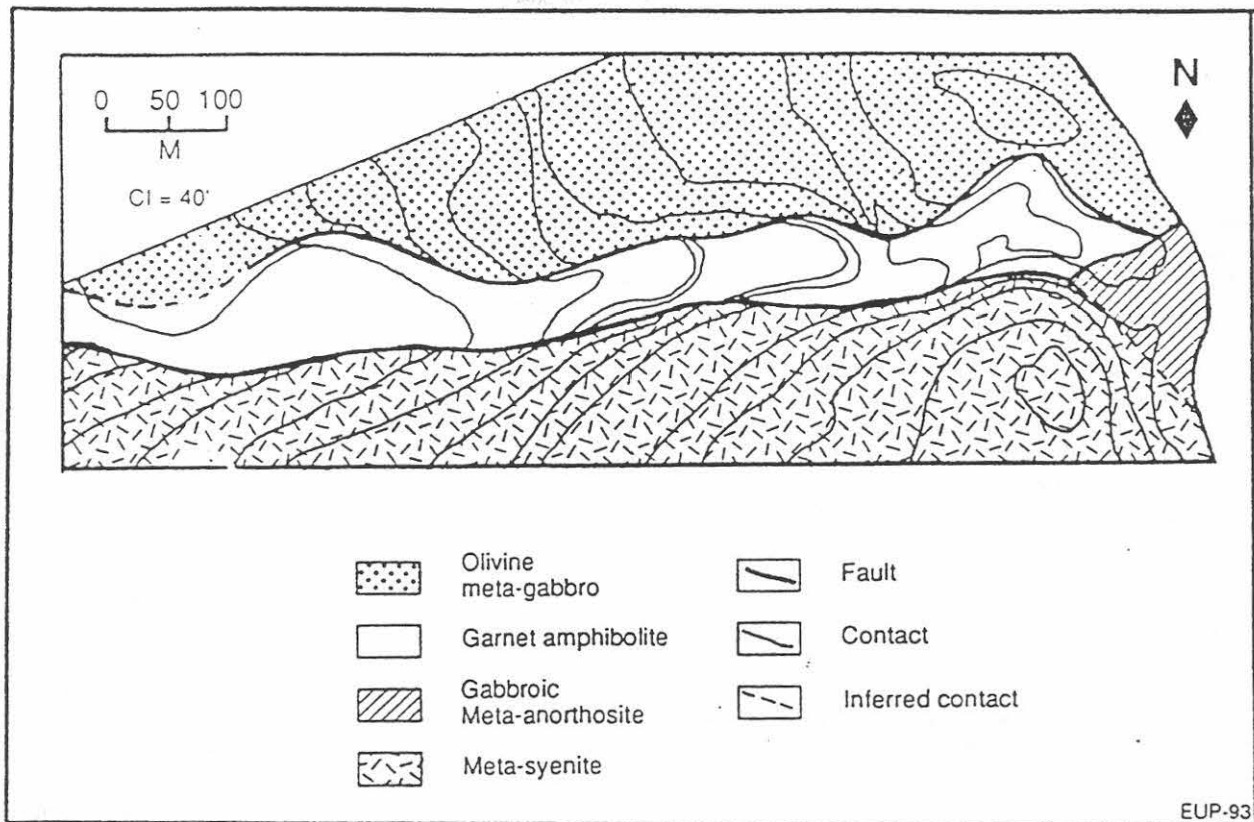 N
0 50 100
M
CI = 40'
Olivine
meta-gabbro
Garnet amphibolite
Gabbroic
Meta-anorthosite
Meta-syenite
Fault
Contact
Inferred contact
EUP-93